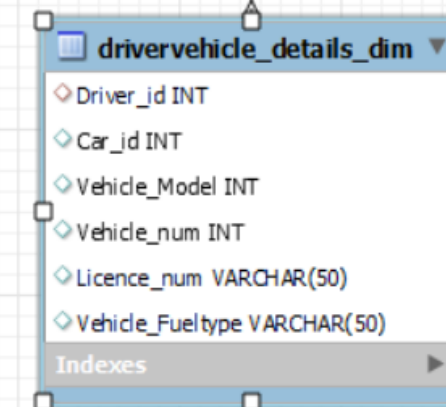 drivervehicle_details_dim
Driver_id INT
Car_id INT
Vehicle_Model INT
Vehicle_num INT
Licence_num VARCHAR(50)
Vehicle_Fueltype VARCHAR(50)
Indexes